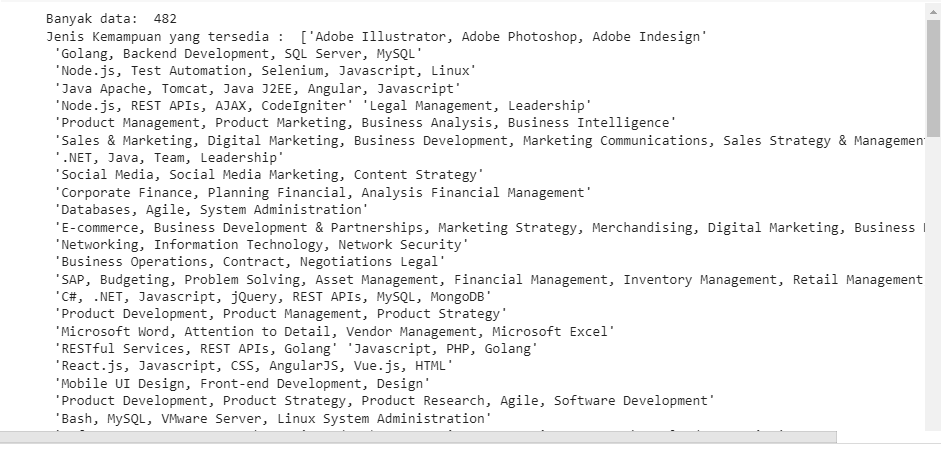 Banyak data:  482
Jenis Kemampuan yang tersedia :  ['Adobe Illustrator, Adobe Photoshop, Adobe Indesign'
'Golang, Backend Development, SQL Server, MySQL'
'Node.js, Test Automation, Selenium, Javascript, Linux'
'Java Apache, Tomcat, Java J2EE, Angular, Javascript'
'Node.js, REST APIs, AJAX, CodeIgniter' 'Legal Management, Leadership'
'Product Management, Product Marketing, Business Analysis, Business Intelligence'
'Sales & Marketing, Digital Marketing, Business Development, Marketing Communications, Sales Strategy & Managemen
'.NET, Java, Team, Leadership'
'Social Media, Social Media Marketing, Content Strategy'
'Corporate Finance, Planning Financial, Analysis Financial Management'
'Databases, Agile, System Administration'
'E-commerce, Business Development & Partnerships, Marketing Strategy, Merchandising, Digital Marketing, Business
'Networking, Information Technology, Network Security'
'Business Operations, Contract, Negotiations Legal'
'SAP, Budgeting, Problem Solving, Asset Management, Financial Management, Inventory Management, Retail Management
'C#, .NET, Javascript, jQuery, REST APIs, MySQL, MongoDB'
'Product Development, Product Management, Product Strategy'
'Microsoft Word, Attention to Detail, Vendor Management, Microsoft Excel'
'RESTful Services, REST APIs, Golang' 'Javascript, PHP, Golang'
'React.js, Javascript, CSS, AngularJS, Vue.js, HTML'
'Mobile UI Design, Front-end Development, Design'
'Product Development, Product Strategy, Product Research, Agile, Software Development'
'Bash, MySQL, VMware Server, Linux System Administration'